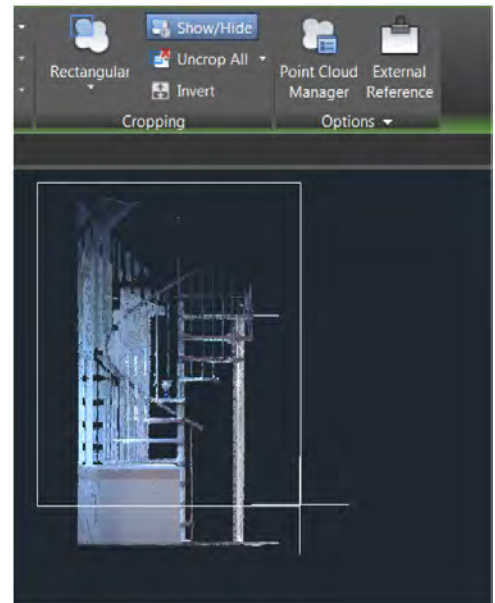 Show/Hide
Rectangular
Uncrop All
Invert
Point Cloud
Manager
External
Reference
Cropping
Options